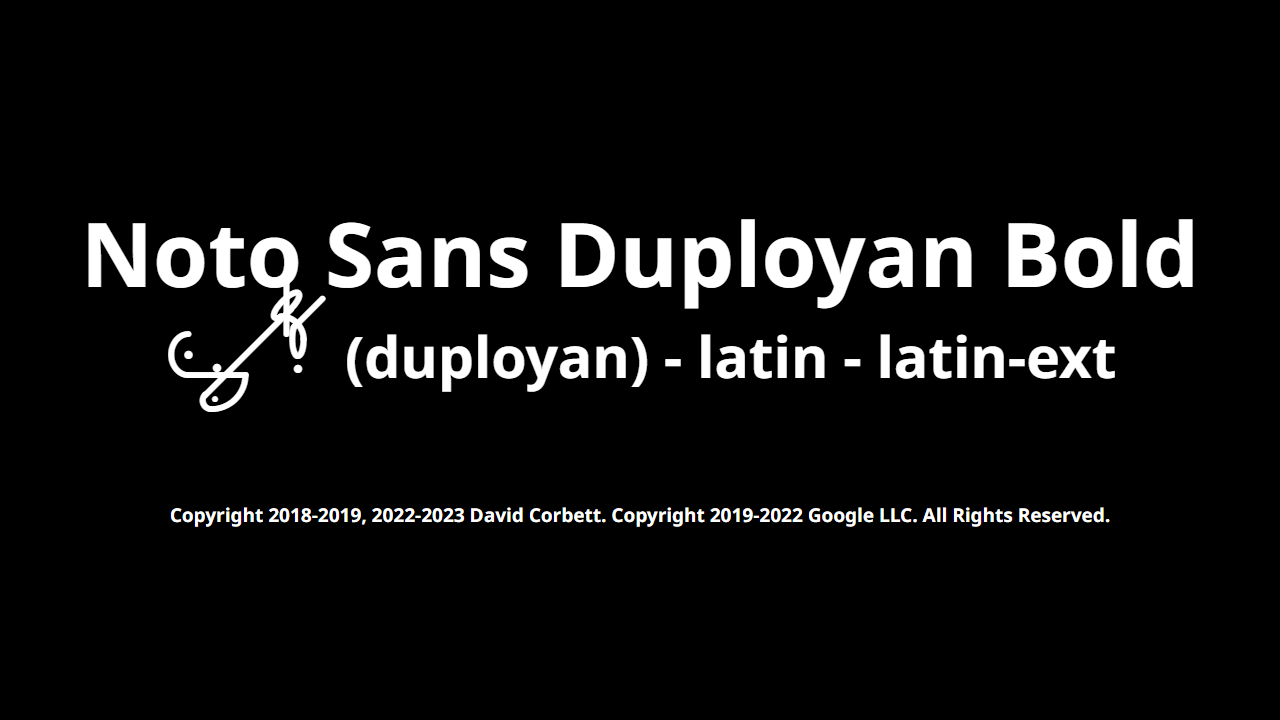 Noto Sans Duployan Bold
(duployan) - latin - latin-ext
Copyright 2018-2019, 2022-2023 David Corbett. Copyright 2019-2022 Google LLC. All Rights Reserved.